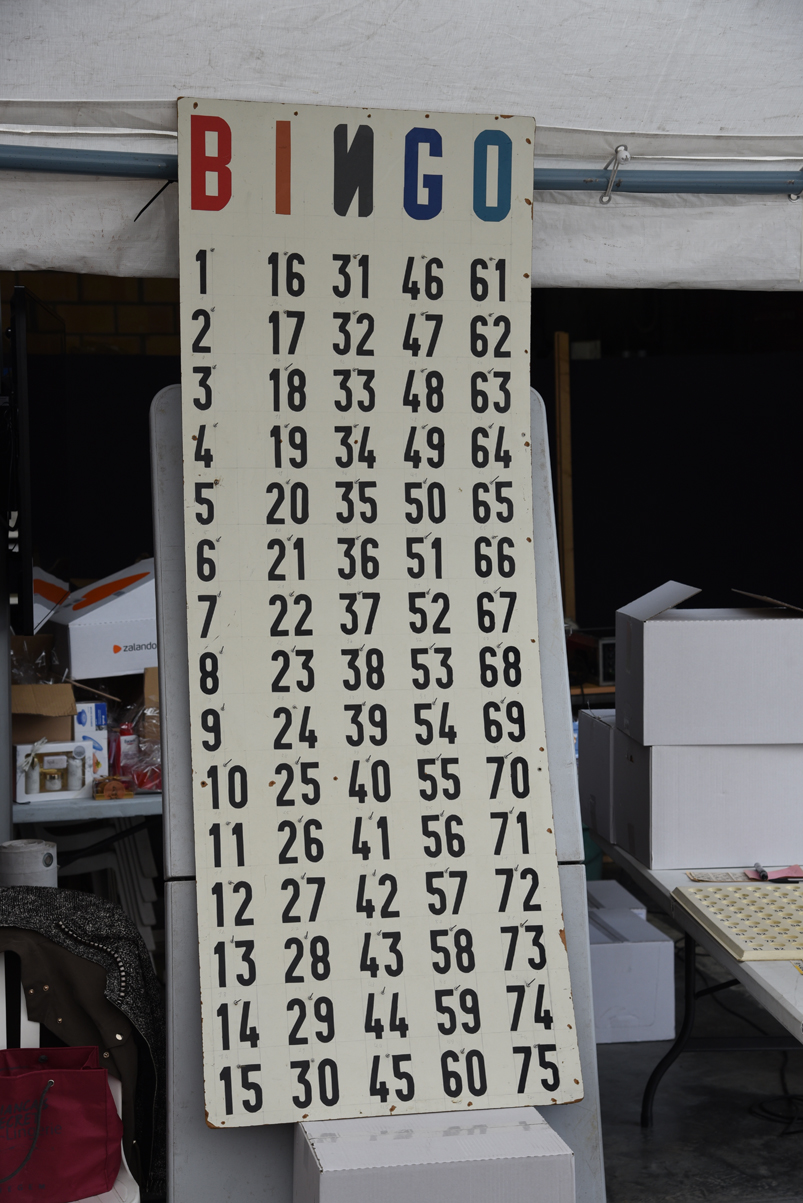 B I N G O
1 16 31 46 61
2 17 32 47 62
3 18 33 48 63
4 19 34 49 64
5 20 35 50 65
6 21 36 51 66
7 22 37 52 67
8 23 38 53 68
9 24 39 54 69
10 25 40 55 70
11 26 41 56 71
12 27 42 57 72
13 28 43 58 73
14 29 44 59 74
15 30 45 60 75
zalando